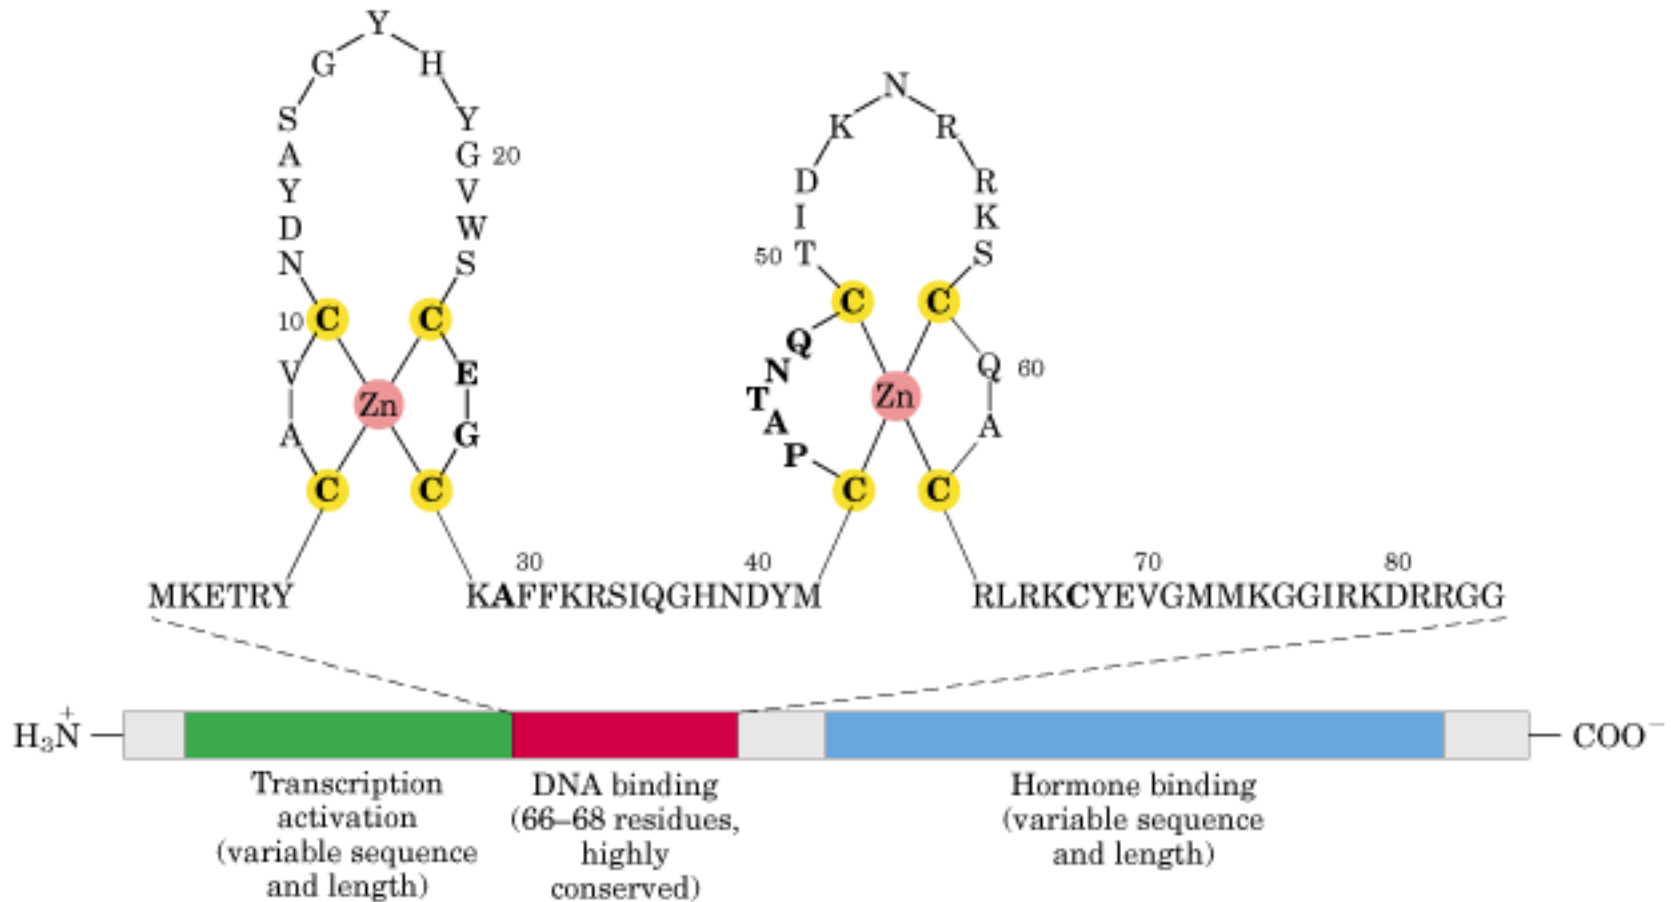 Y
G H
S Y
A G 20
Y V
D W
N S
10 C C
V E
Zn
A G
C C
N
K R
D R
I K
50 T S
C C
Q
N Q 60
T Zn
A A
P
C C
30 40 70 80
MKETRY KAFFKRSIQGHNDYM RLRKCYEVGMMKGGIRKDRRGG
H₃N⁺ COO⁻
Transcription
activation
(variable sequence
and length)
DNA binding
(66–68 residues,
highly
conserved)
Hormone binding
(variable sequence
and length)